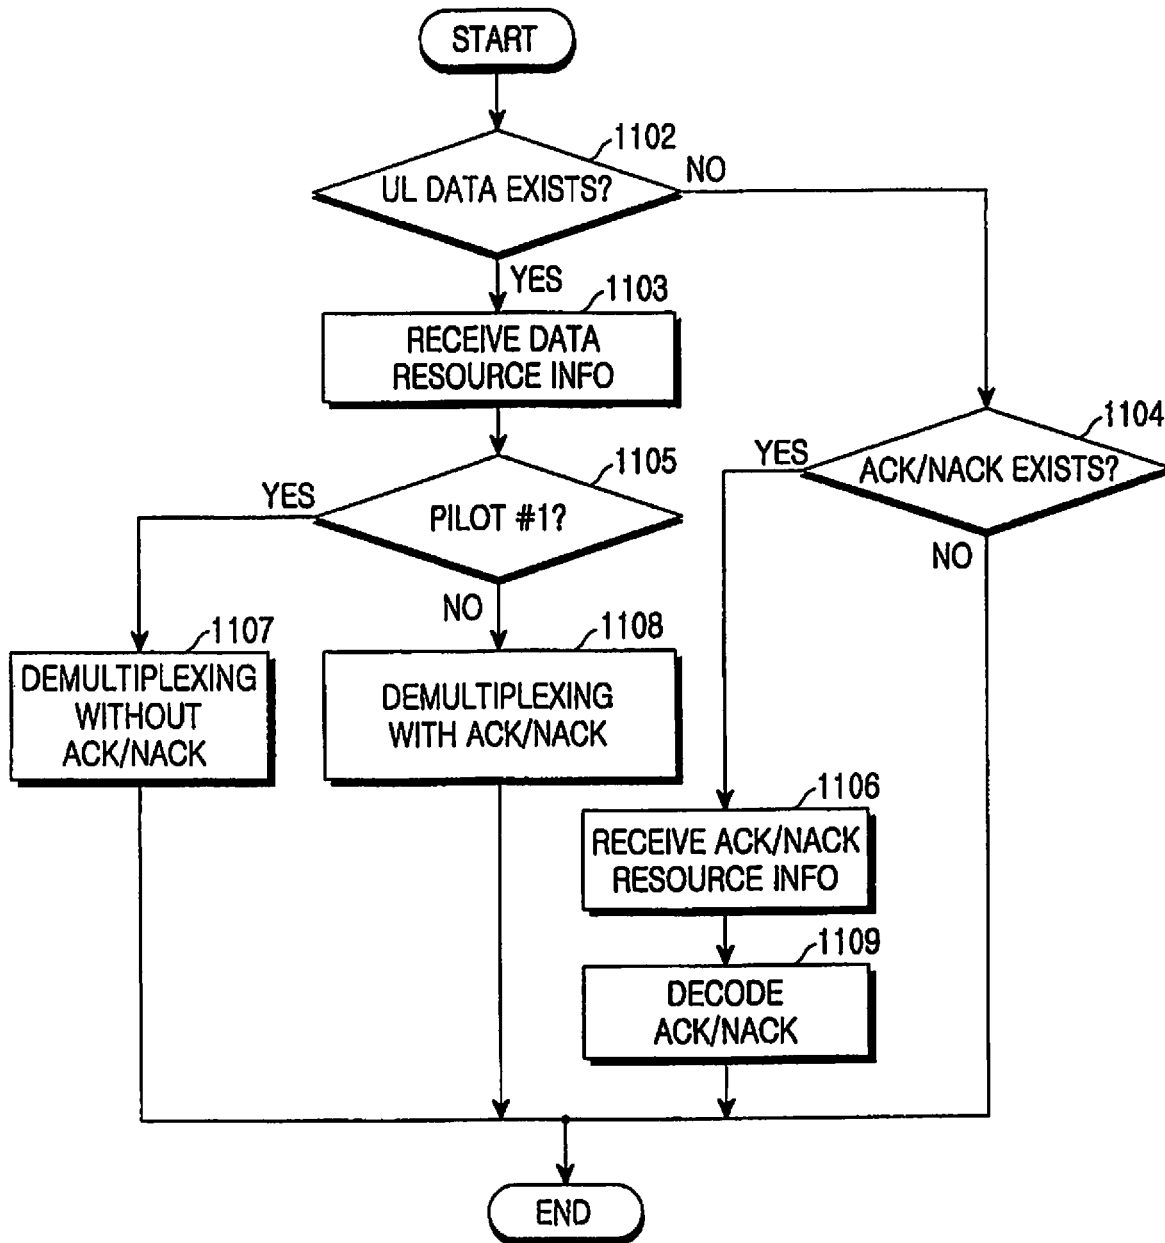 START
1102
UL DATA EXISTS?
NO
YES
1103
RECEIVE DATA
RESOURCE INFO
1104
YES
ACK/NACK EXISTS?
NO
1105
YES
PILOT #1?
NO
1107
DEMULTIPLEXING
WITHOUT
ACK/NACK
1108
DEMULTIPLEXING
WITH ACK/NACK
1106
RECEIVE ACK/NACK
RESOURCE INFO
1109
DECODE
ACK/NACK
END